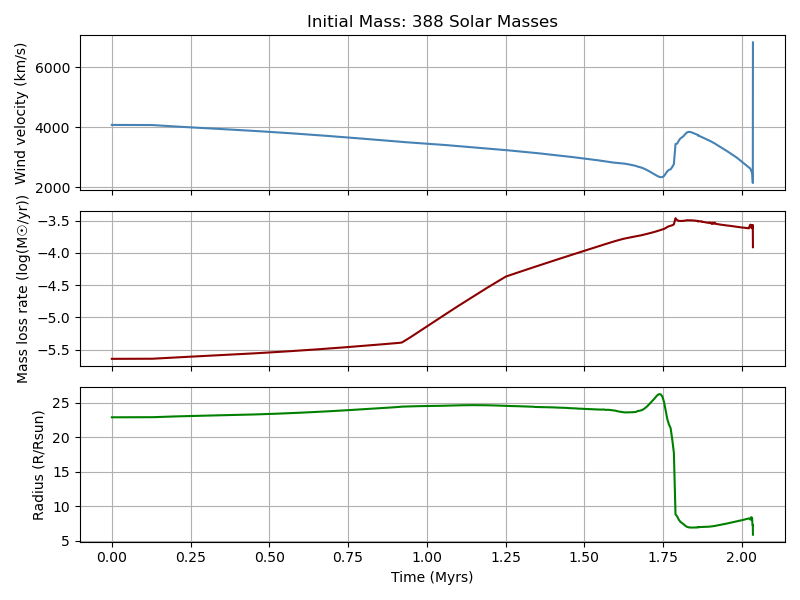 Initial Mass: 388 Solar Masses
Wind velocity (km/s)
6000
4000
2000
Mass loss rate (log(M☉/yr))
−3.5
−4.0
−4.5
−5.0
−5.5
Radius (R/Rsun)
25
20
15
10
5
0.00 0.25 0.50 0.75 1.00 1.25 1.50 1.75 2.00
Time (Myrs)